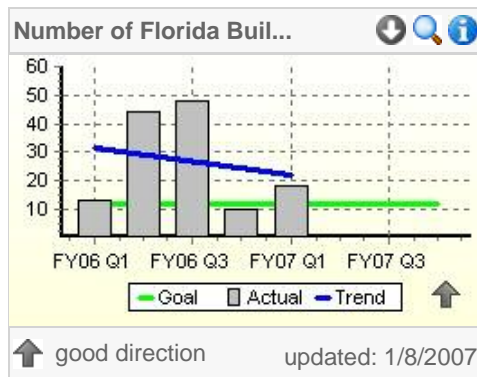 Number of Florida Buil...
60
50
40
30
20
10
FY06 Q1 FY06 Q3 FY07 Q1 FY07 Q3
Goal Actual Trend
good direction updated: 1/8/2007